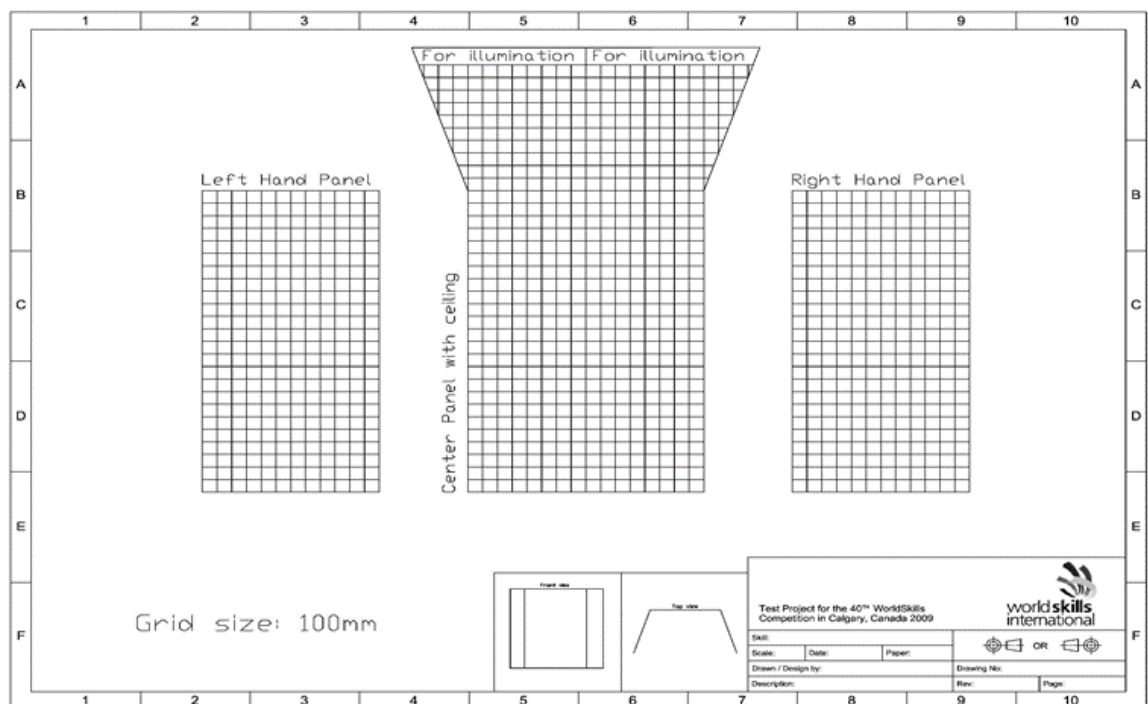 1 2 3 4 5 6 7 8 9 10
For illumination For illumination
A A
Left Hand Panel
Right Hand Panel
B B
Center Panel with ceiling
C C
D D
E E
Front view
Top view
Grid size: 100mm
F F
Test Project for the 40TH WorldSkills
Competition in Calgary, Canada 2009
worldskills
international
Skill:
OR
Scale: Date: Paper:
Drawn / Design by: Drawing No:
Description: Rev: Page:
1 2 3 4 5 6 7 8 9 10